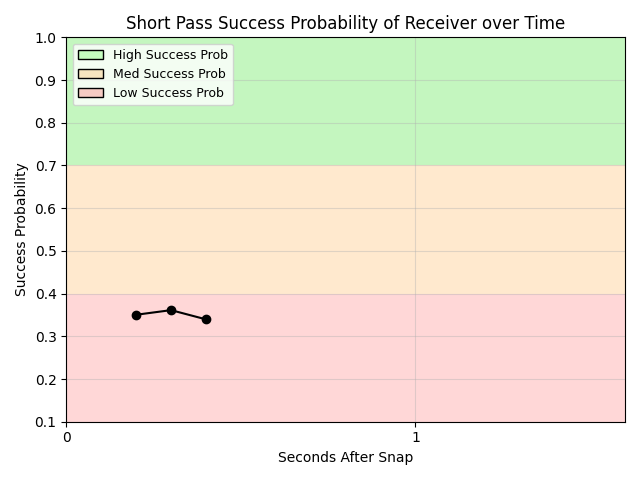 Short Pass Success Probability of Receiver over Time
High Success Prob
Med Success Prob
Low Success Prob
Success Probability
1.0
0.9
0.8
0.7
0.6
0.5
0.4
0.3
0.2
0.1
0
1
Seconds After Snap